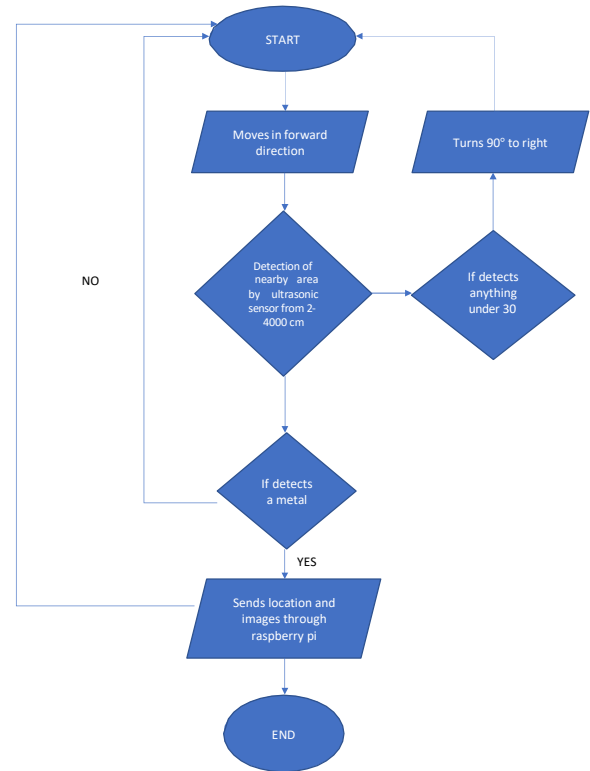 START
Moves in forward
direction
Turns 90° to right
Detection of
nearby area
by ultrasonic
sensor from 2-
4000 cm
If detects
anything
under 30
NO
If detects
a metal
YES
Sends location and
images through
raspberry pi
END